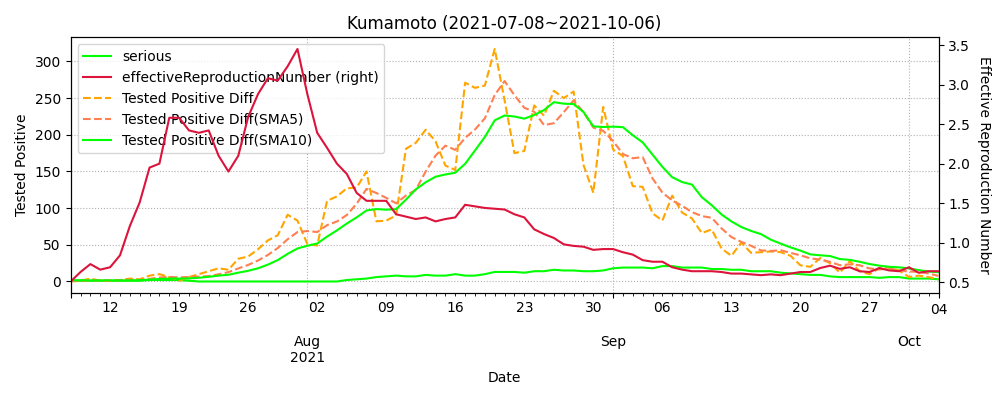 Kumamoto (2021-07-08~2021-10-06)
serious
effectiveReproductionNumber (right)
Tested Positive Diff
Tested Positive Diff(SMA5)
Tested Positive Diff(SMA10)
Tested Positive
300
250
200
150
100
50
0
3.5
3.0
2.5
2.0
1.5
1.0
0.5
Effective Reproduction Number
12 19 26 02 09 16 23 30 06 13 20 27 04
Aug Sep Oct
2021
Date